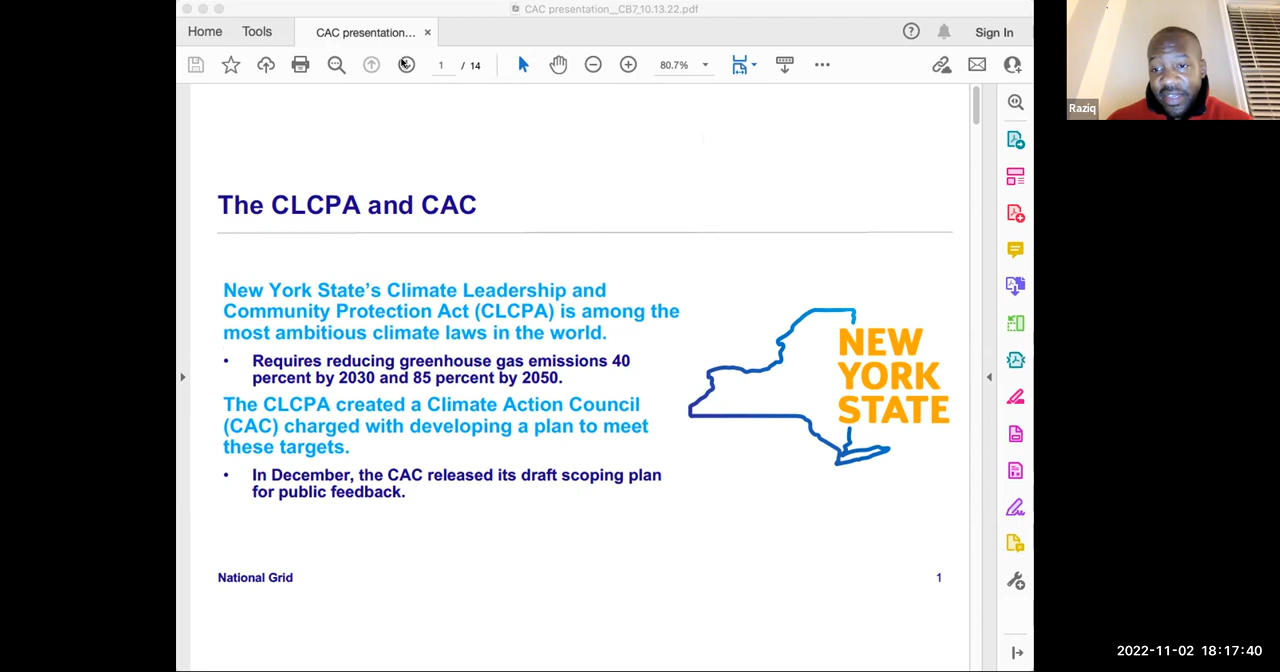 CAC presentation__CB7_10.13.22.pdf
Home Tools CAC presentation... × Sign In
1 / 14 80.7%
Raziq
The CLCPA and CAC
New York State’s Climate Leadership and
Community Protection Act (CLCPA) is among the
most ambitious climate laws in the world.
• Requires reducing greenhouse gas emissions 40
percent by 2030 and 85 percent by 2050.
The CLCPA created a Climate Action Council
(CAC) charged with developing a plan to meet
these targets.
• In December, the CAC released its draft scoping plan
for public feedback.
NEW
YORK
STATE
National Grid 1
2022-11-02 18:17:40